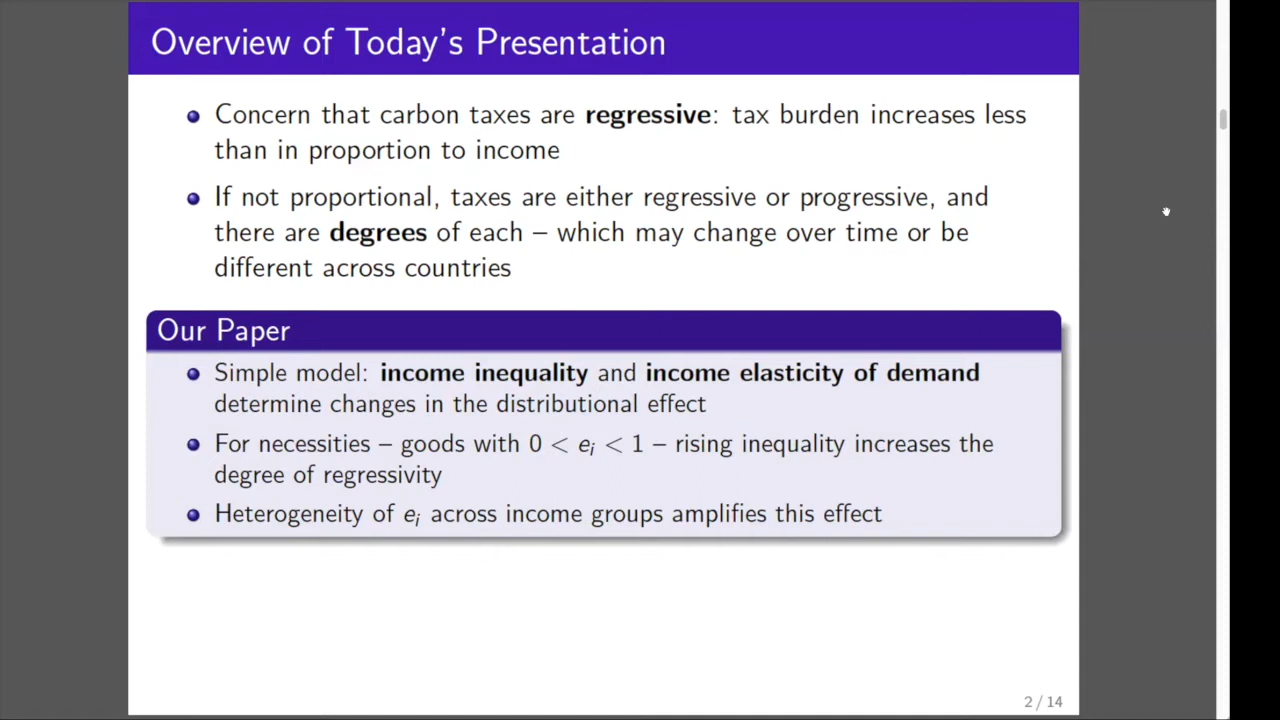 Overview of Today's Presentation
Concern that carbon taxes are regressive: tax burden increases less
than in proportion to income
If not proportional, taxes are either regressive or progressive, and
there are degrees of each – which may change over time or be
different across countries
Our Paper
Simple model: income inequality and income elasticity of demand
determine changes in the distributional effect
For necessities – goods with 0 < eᵢ < 1 – rising inequality increases the
degree of regressivity
Heterogeneity of eᵢ across income groups amplifies this effect
2 / 14